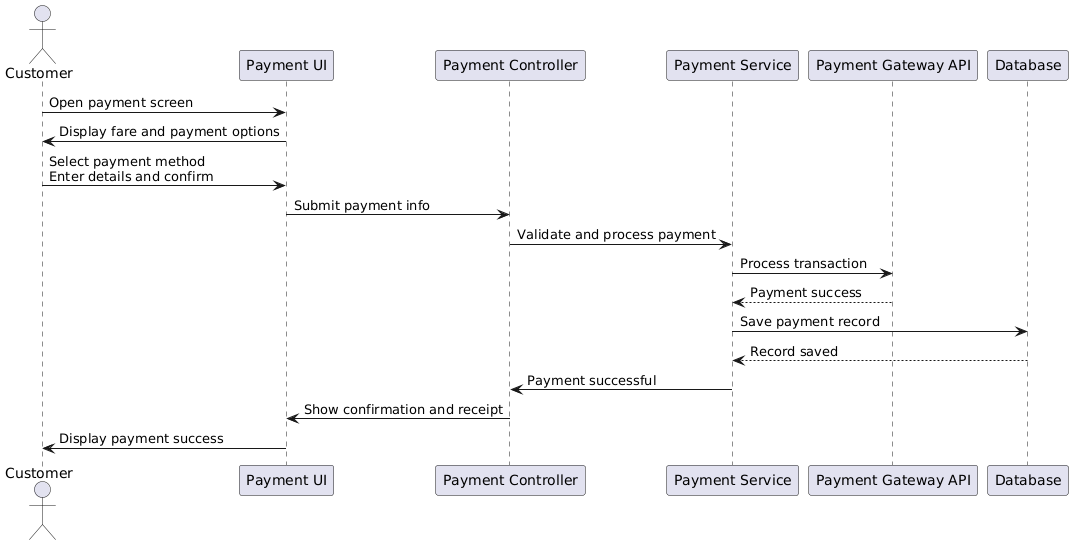 Customer
Payment UI
Payment Controller
Payment Service
Payment Gateway API
Database
Open payment screen
Display fare and payment options
Select payment method
Enter details and confirm
Submit payment info
Validate and process payment
Process transaction
Payment success
Save payment record
Record saved
Payment successful
Show confirmation and receipt
Display payment success
Customer
Payment UI
Payment Controller
Payment Service
Payment Gateway API
Database